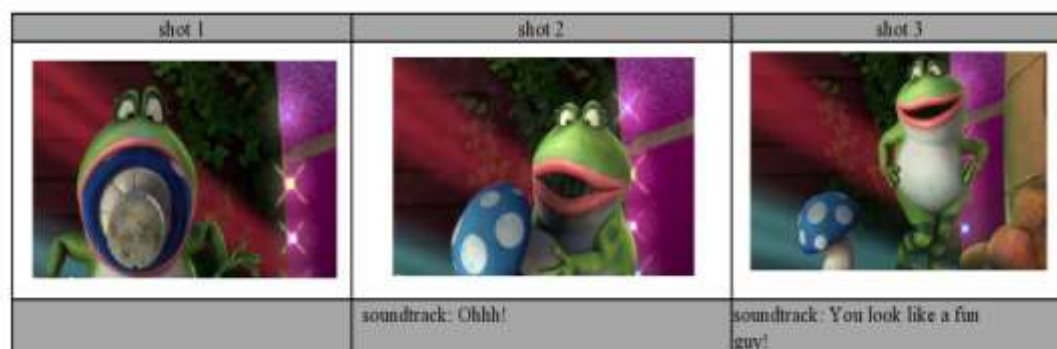 shot 1
shot 2
shot 3
soundtrack: Ohhh!
soundtrack: You look like a fun
guy!